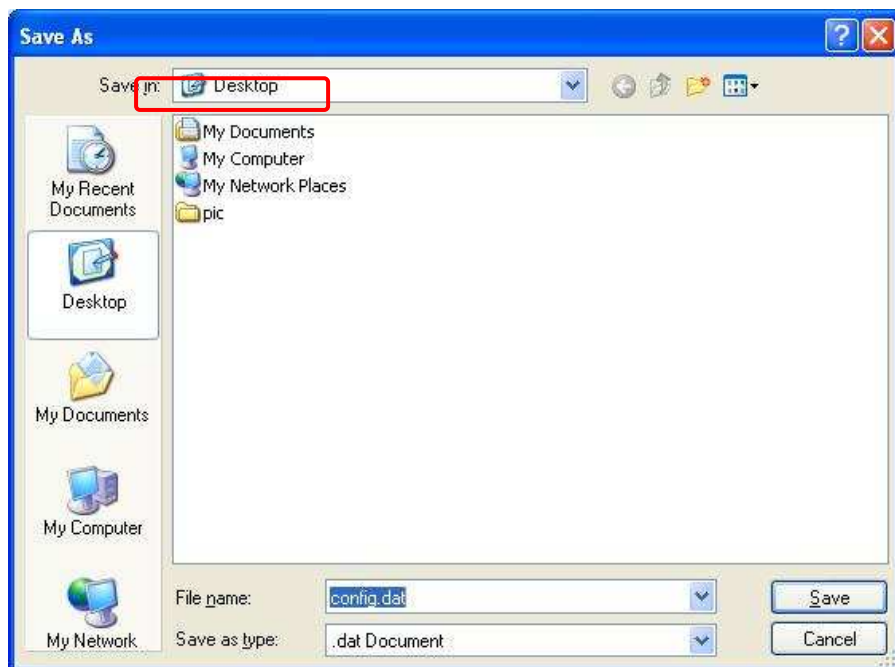 Save As
Save in: Desktop
My Recent Documents
Desktop
My Documents
My Computer
My Network
My Documents
My Computer
My Network Places
pic
File name: config.dat
Save as type: .dat Document
Save
Cancel